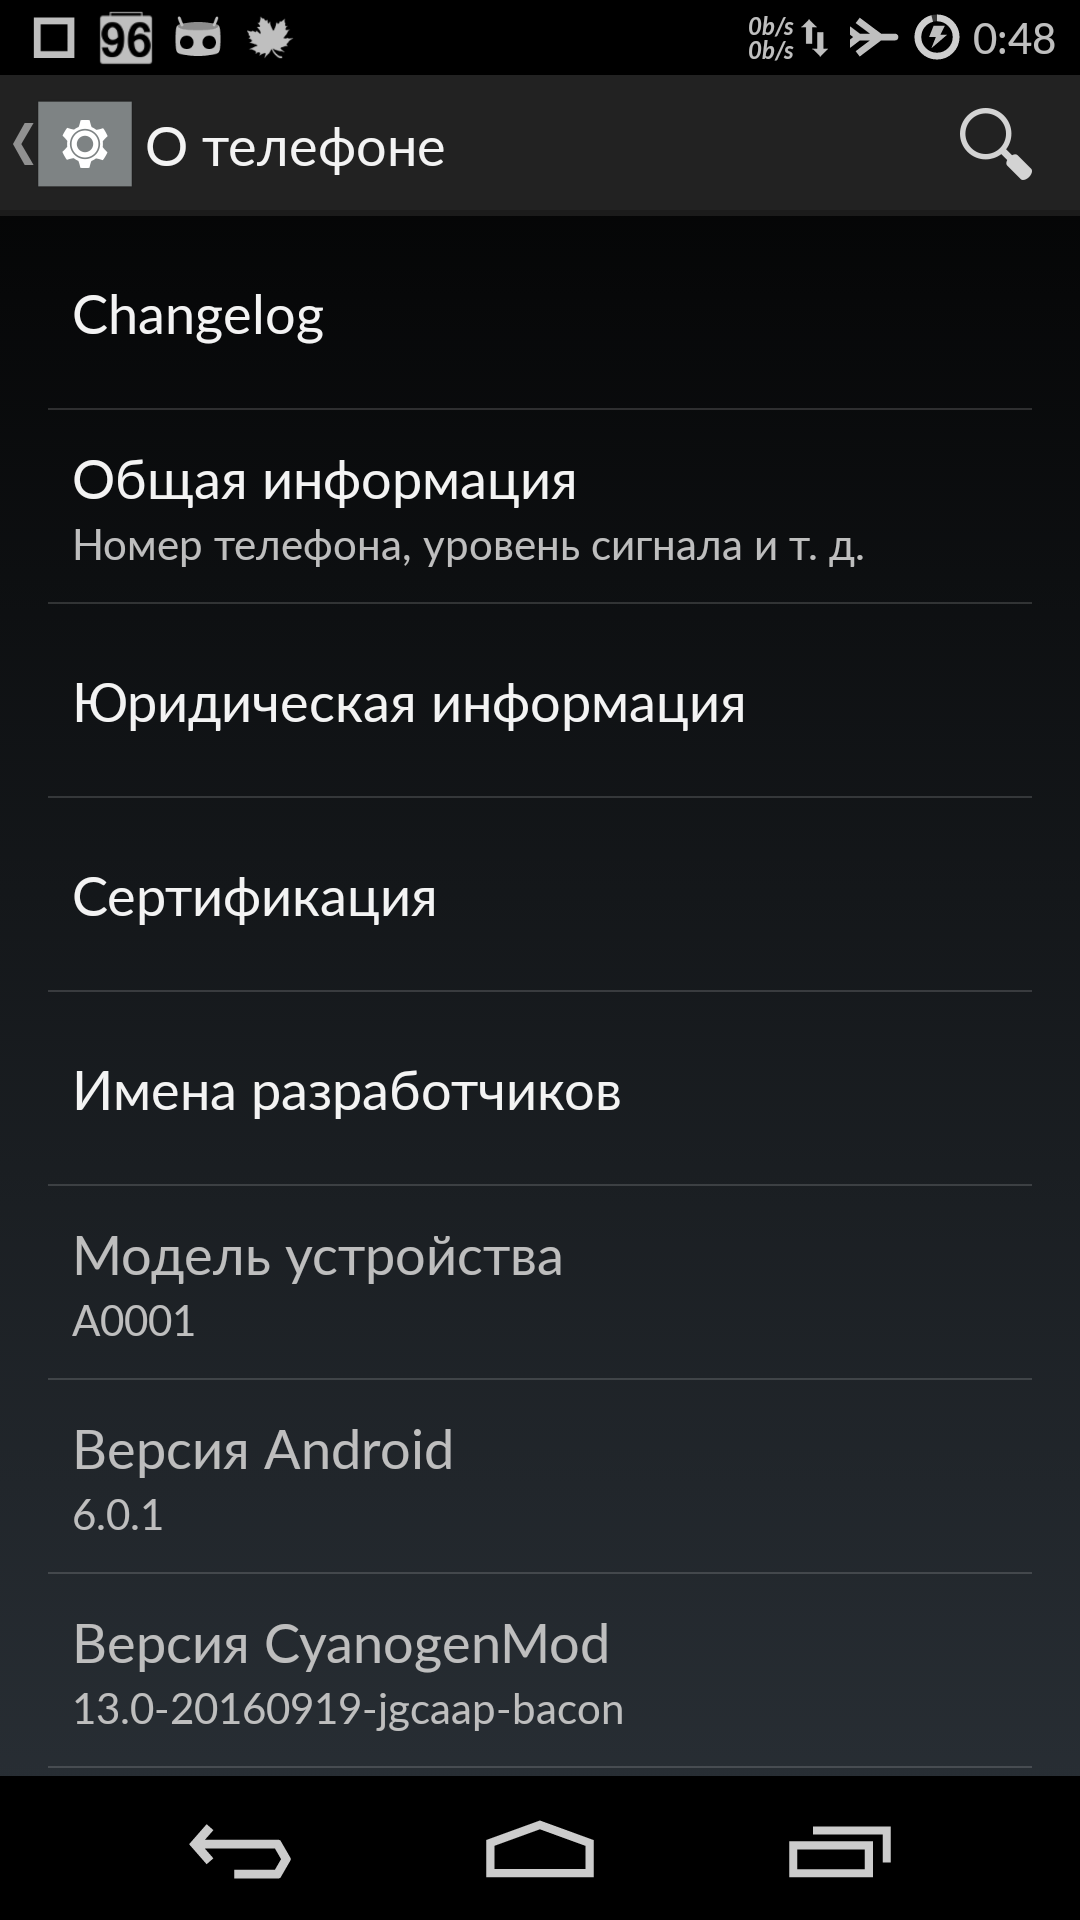 96
0b/s
0b/s
0:48
О телефоне
Changelog
Общая информация
Номер телефона, уровень сигнала и т. д.
Юридическая информация
Сертификация
Имена разработчиков
Модель устройства
A0001
Версия Android
6.0.1
Версия CyanogenMod
13.0-20160919-jgcaap-bacon